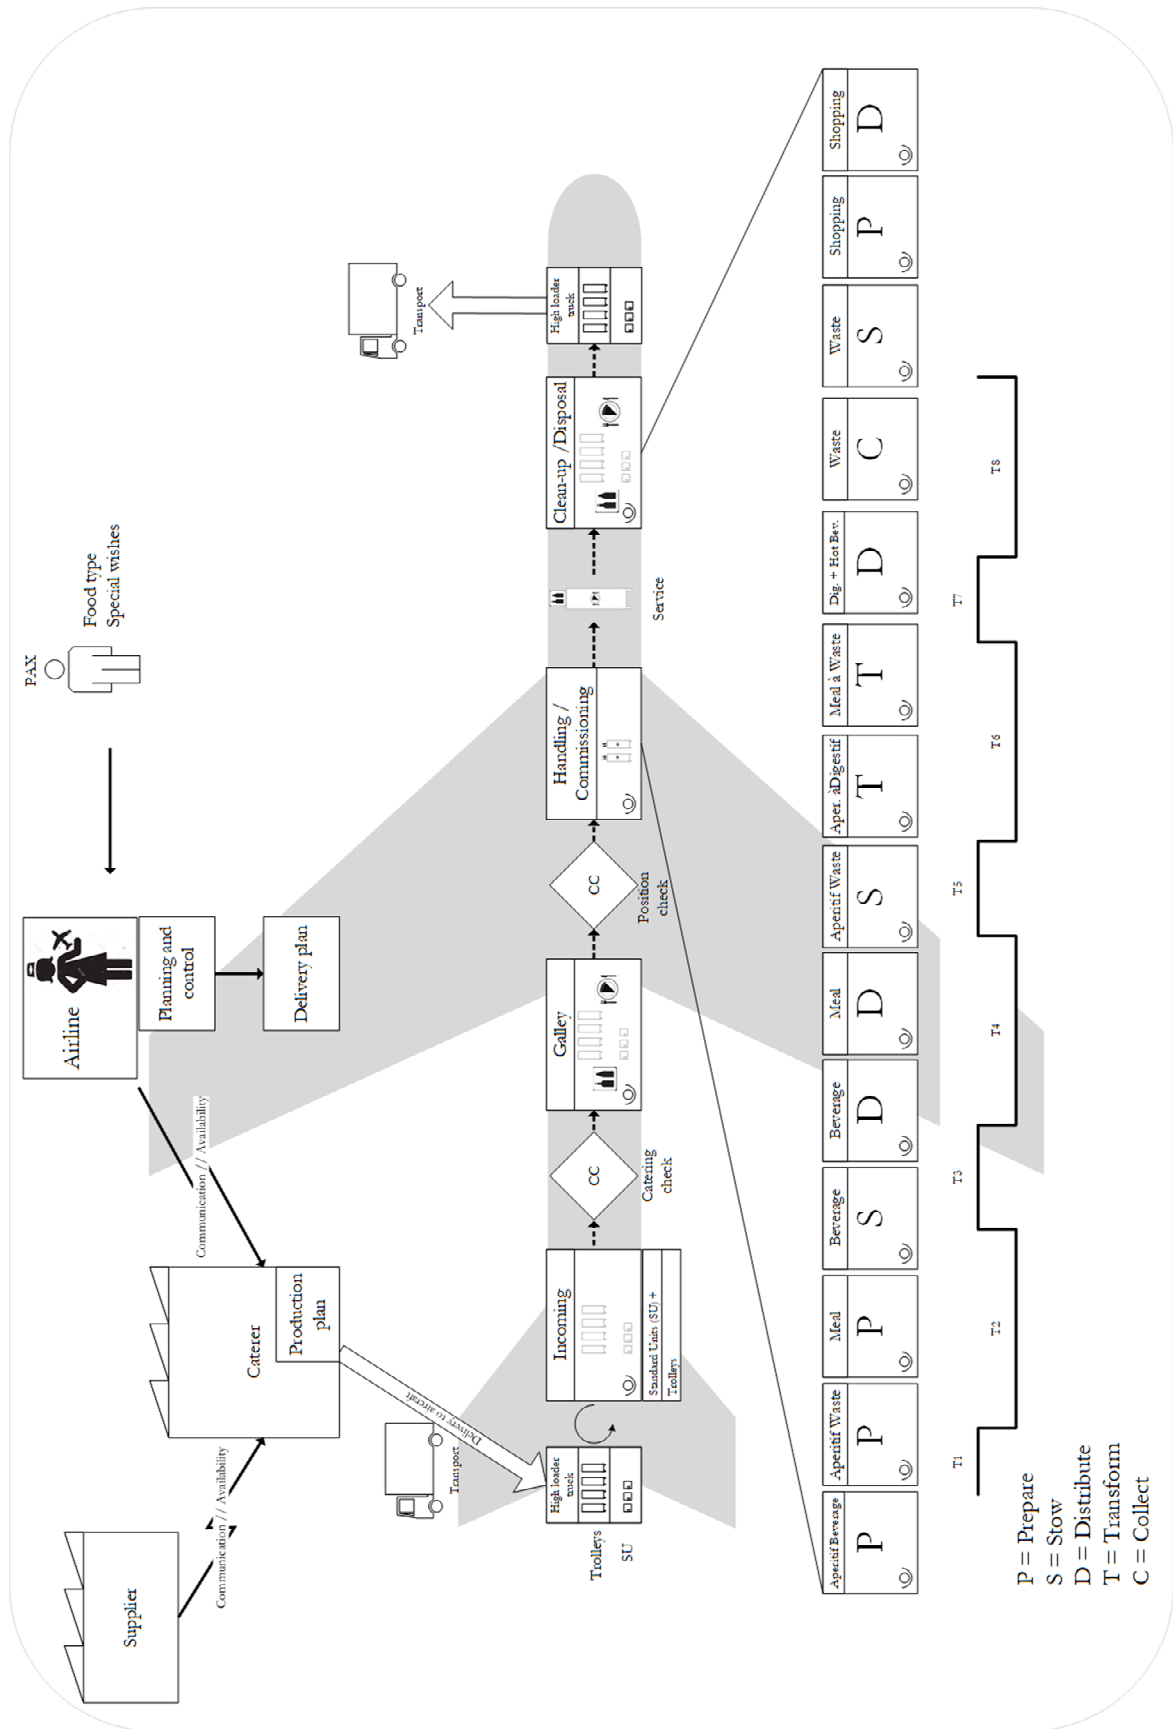 PAX
Food type
Special wishes
Airline
Planning and
control
Delivery plan
Supplier
Communication // Availability
Caterer
Production
plan
Communication // Availability
Transport
Delivery to aircraft
Transport
High loader
truck
Trolleys
SU
Incoming
Standard Units (SU) +
Trolleys
CC
Catering
check
Galley
CC
Position
check
Handling /
Commissioning
Service
Clean-up /Disposal
High loader
truck
Aperitif Beverage
P
Aperitif Waste
P
Meal
P
Beverage
S
Beverage
D
Meal
D
Aperitif Waste
S
Aper. àDigestif
T
Meal à Waste
T
Dig. + Hot Bev.
D
Waste
C
Waste
S
Shopping
P
Shopping
D
T1
T2
T3
T4
T5
T6
T7
T8
P = Prepare
S = Stow
D = Distribute
T = Transform
C = Collect